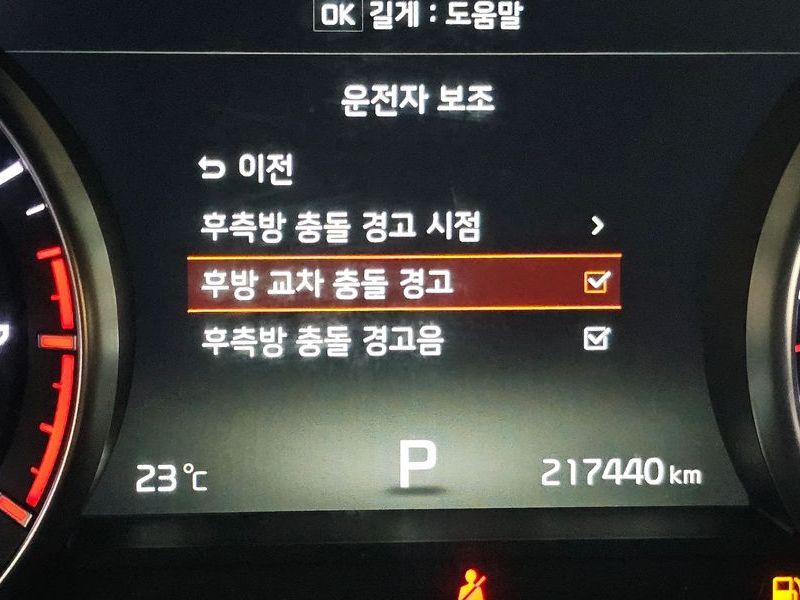 OK 길게 : 도움말
운전자 보조
이전
후측방 충돌 경고 시점
후방 교차 충돌 경고
후측방 충돌 경고음
23℃ P 217440 km